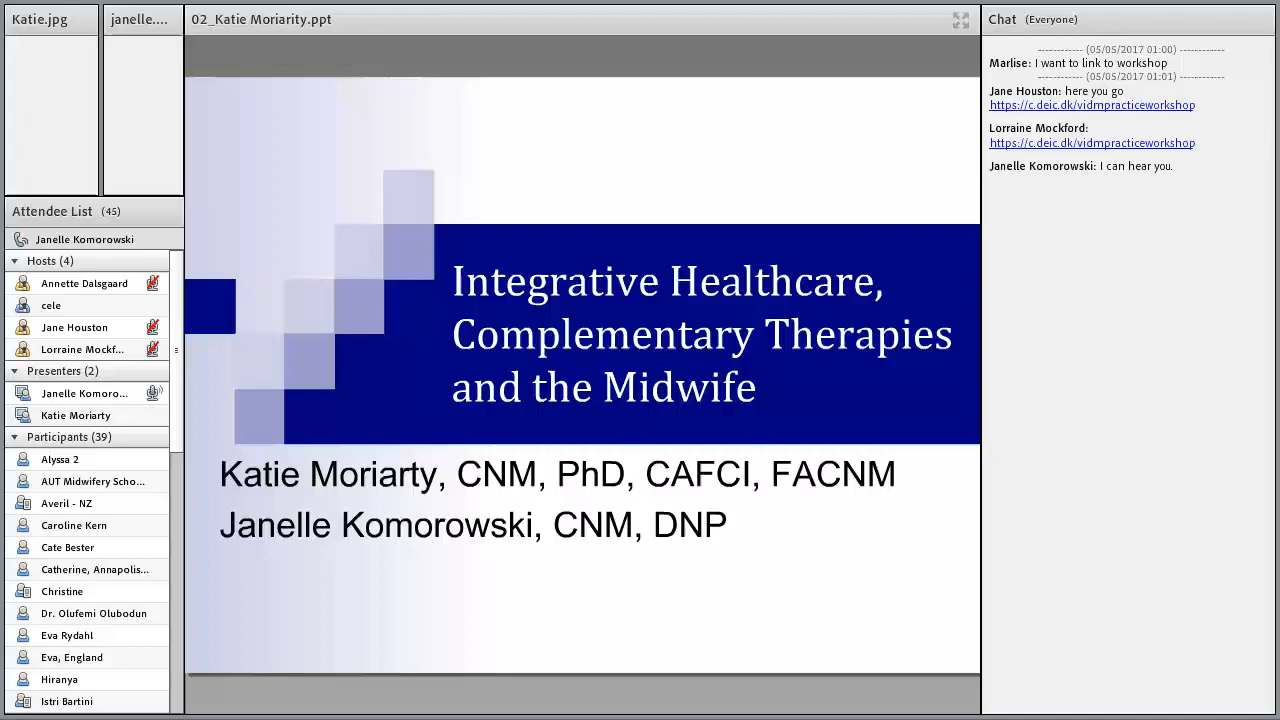 Katie.jpg
janelle....
02_Katie Moriarity.ppt
Chat (Everyone)
Attendee List (45)
Janelle Komorowski
Hosts (4)
Annette Dalsgaard
cele
Jane Houston
Lorraine Mockf...
Presenters (2)
Janelle Komoro...
Katie Moriarty
Participants (39)
Alyssa 2
AUT Midwifery Scho...
Averil - NZ
Caroline Kern
Cate Bester
Catherine, Annapolis...
Christine
Dr. Olufemi Olubodun
Eva Rydahl
Eva, England
Hiranya
Istri Bartini
Integrative Healthcare,
Complementary Therapies
and the Midwife
Katie Moriarty, CNM, PhD, CAFCI, FACNM
Janelle Komorowski, CNM, DNP
------------ (05/05/2017 01:00) ------------
Marlise: I want to link to workshop
------------ (05/05/2017 01:01) ------------
Jane Houston: here you go
https://c.deic.dk/vidmpracticeworkshop
Lorraine Mockford:
https://c.deic.dk/vidmpracticeworkshop
Janelle Komorowski: I can hear you.